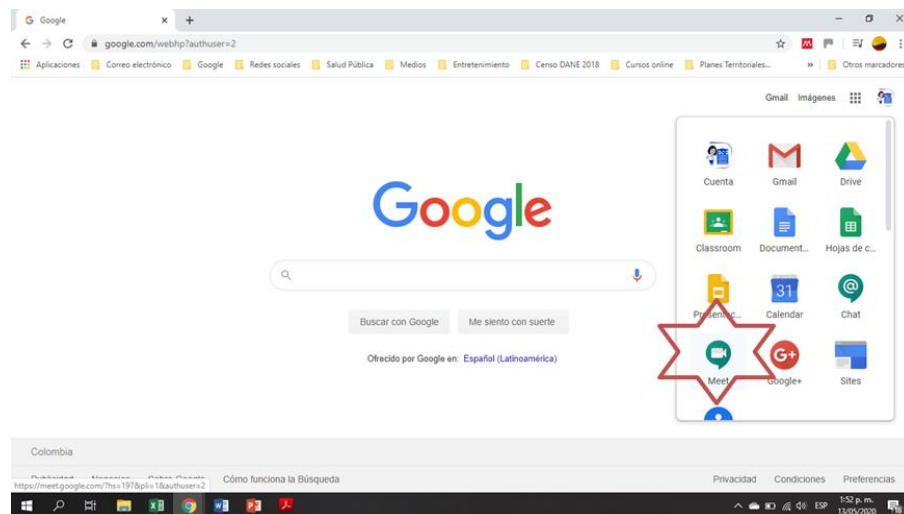 Google
google.com/webhp?authuser=2
Aplicaciones Correo electrónico Google Redes sociales Salud Pública Medios Entretenimiento Censo DANE 2018 Cursos online Planes Territoriales... » Otros marcadores
Gmail Imágenes
Cuenta Gmail Drive
Google
Classroom Document... Hojas de c...
31
Presentac... Calendar Chat
Buscar con Google Me siento con suerte
G+
Ofrecido por Google en: Español (Latinoamérica)
Meet Google+ Sites
Colombia
Cómo funciona la Búsqueda Privacidad Condiciones Preferencias
https://meet.google.com/?hs=197&pli=1&authuser=2
ESP 1:52 p. m.
13/05/2020